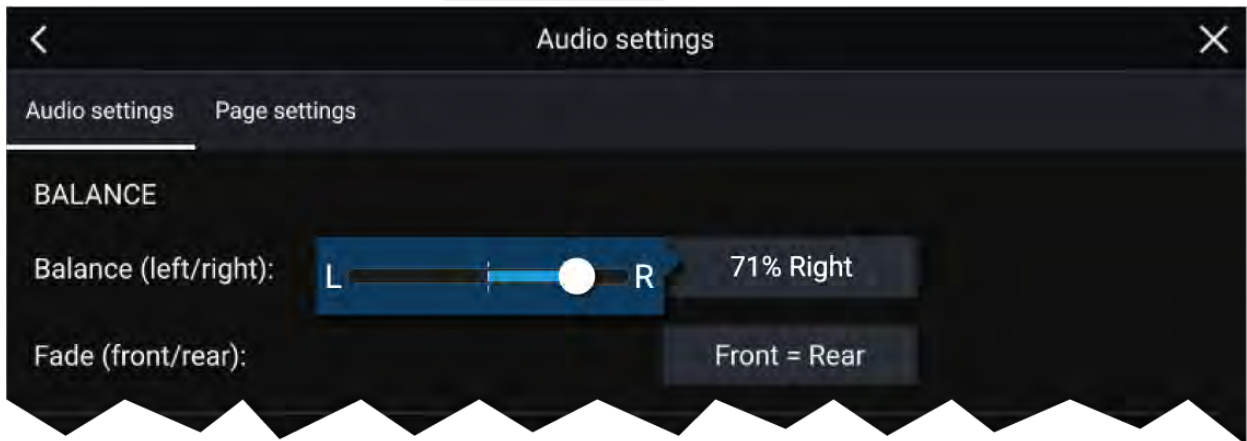 Audio settings
Audio settings Page settings
BALANCE
Balance (left/right): L R 71% Right
Fade (front/rear): Front = Rear